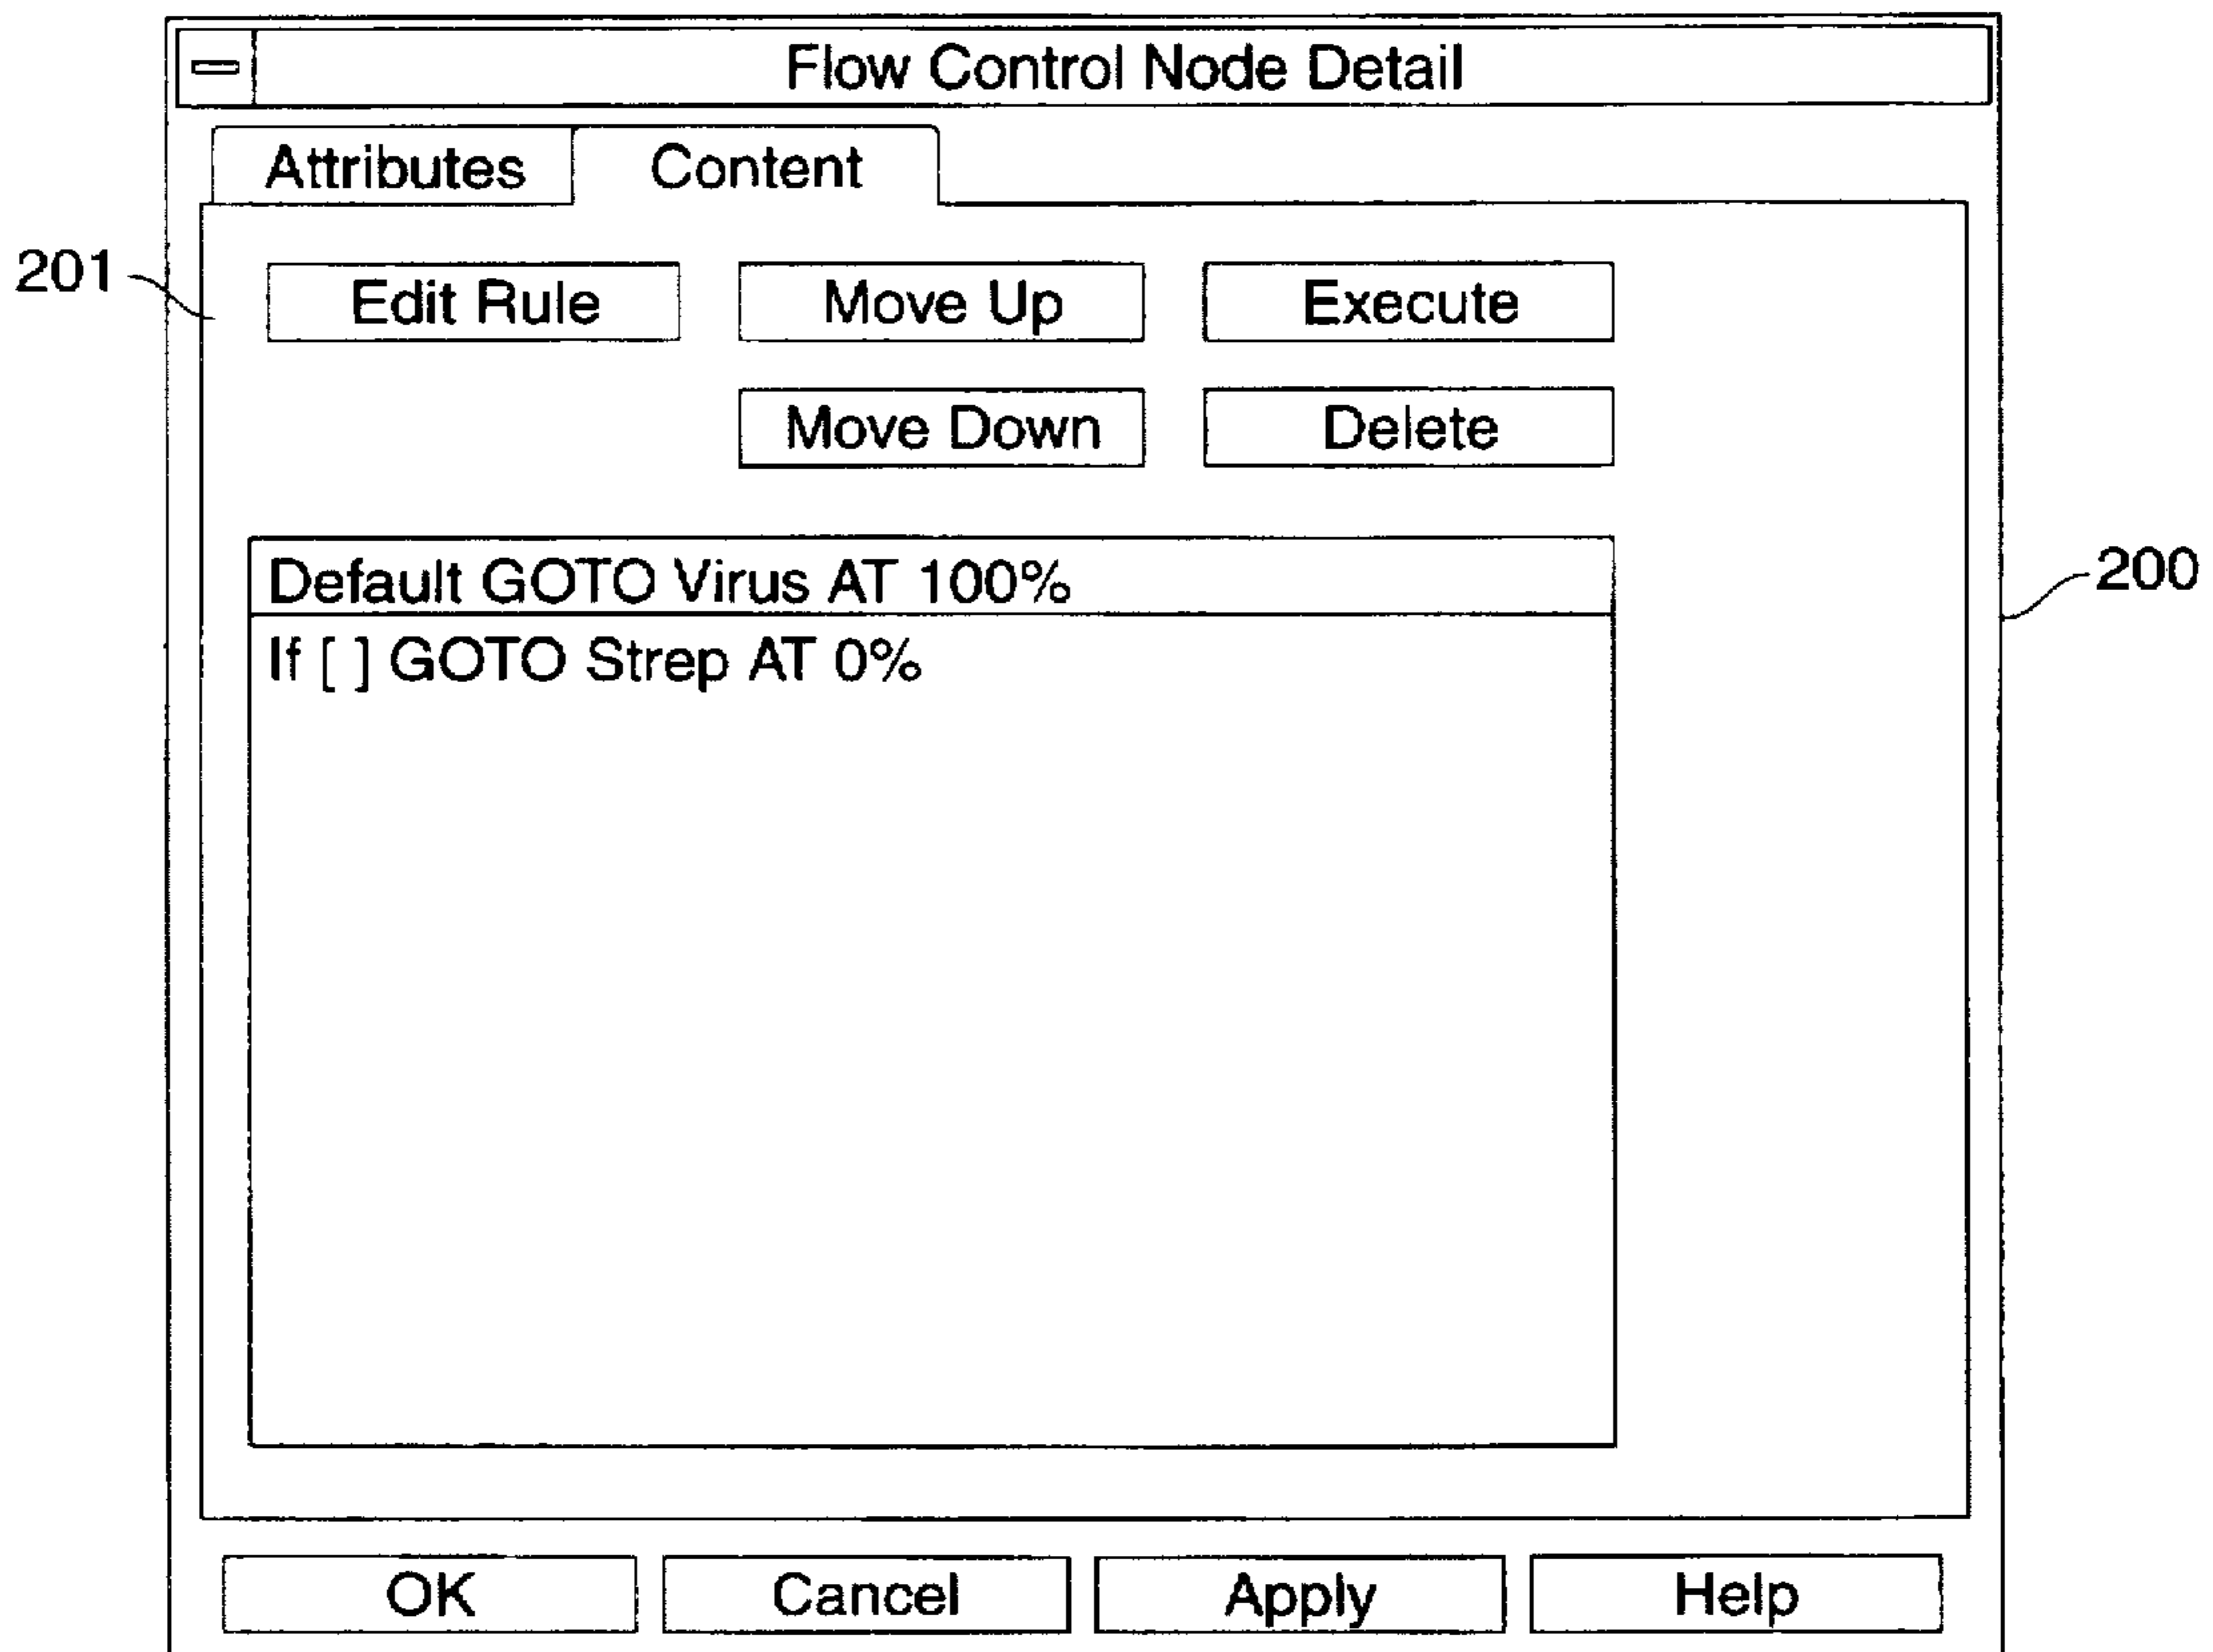 Flow Control Node Detail
Attributes Content
201
Edit Rule Move Up Execute
Move Down Delete
Default GOTO Virus AT 100%
200
If [ ] GOTO Strep AT 0%
OK Cancel Apply Help